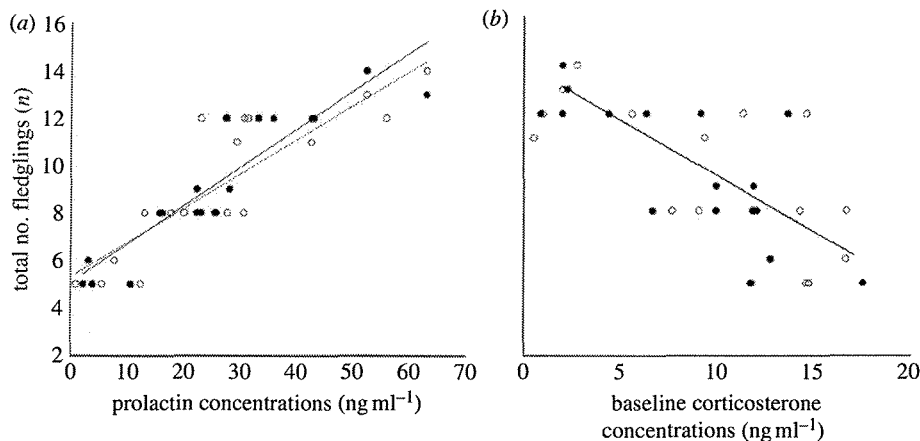 (a)
16
14
12
10
8
6
4
2
total no. fledglings (n)
0 10 20 30 40 50 60 70
prolactin concentrations (ng ml⁻¹)
(b)
0 5 10 15 20
baseline corticosterone
concentrations (ng ml⁻¹)